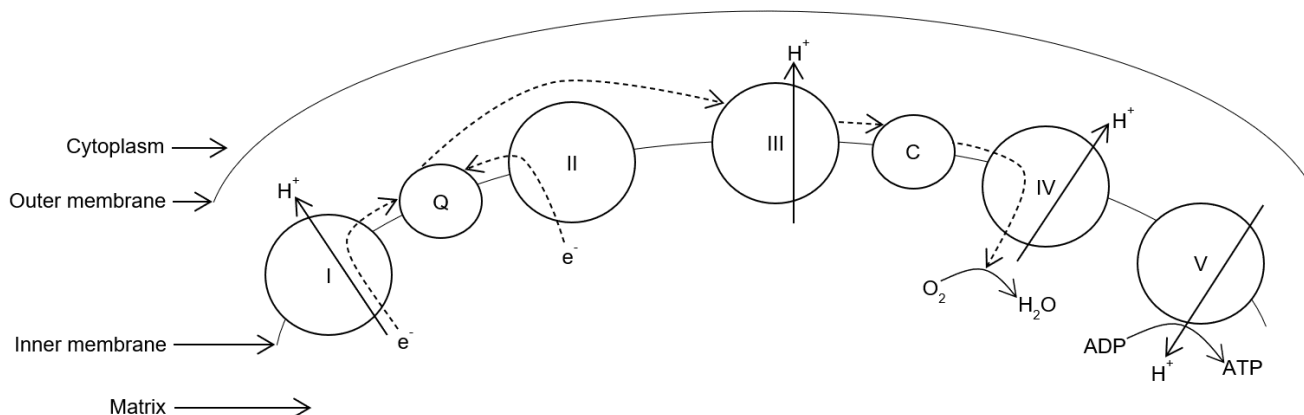 H⁺
H⁺
Cytoplasm
III
C
II
IV
Outer membrane
H⁺
Q
I
e⁻
V
O₂
H₂O
Inner membrane
e⁻
ADP
H⁺
ATP
Matrix